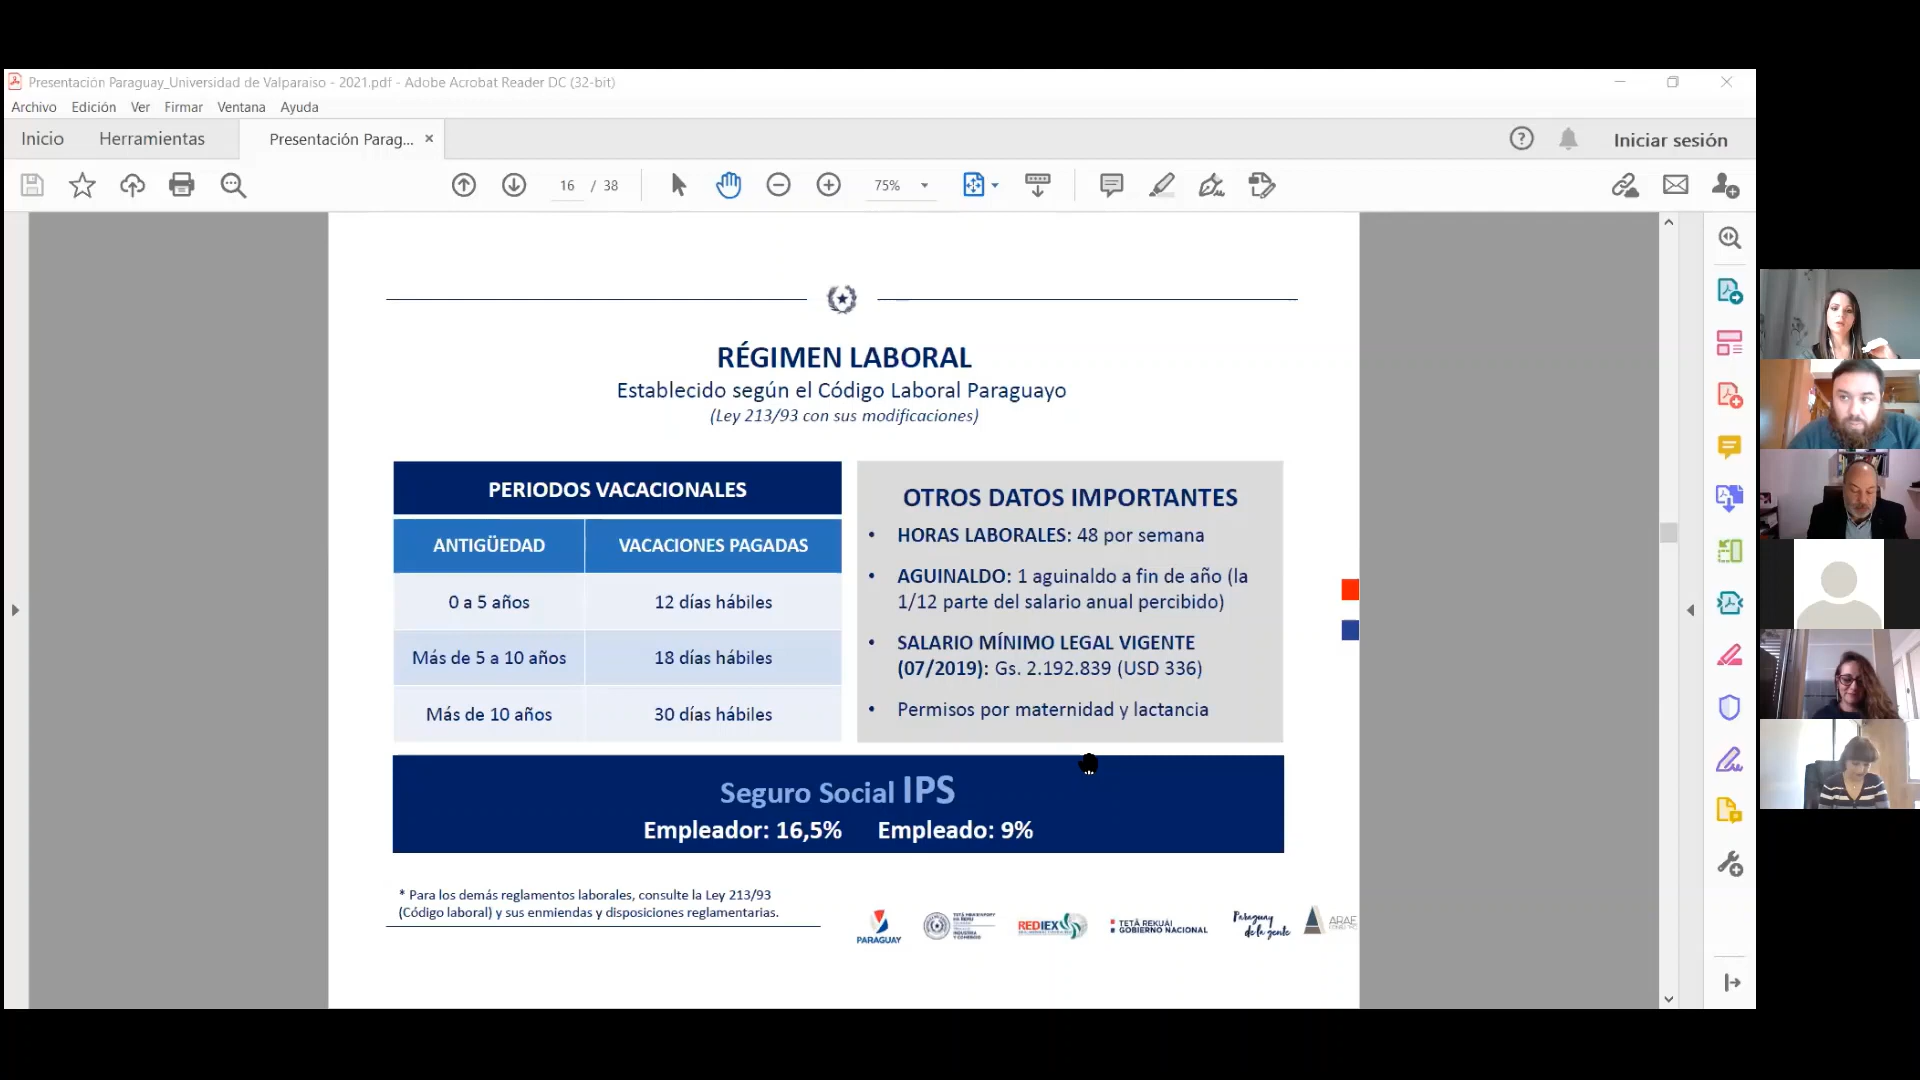 Presentación Paraguay_Universidad de Valparaiso - 2021.pdf - Adobe Acrobat Reader DC (32-bit)
Archivo Edición Ver Firmar Ventana Ayuda
Inicio Herramientas Presentación Parag... Iniciar sesión
16 / 38 75%
RÉGIMEN LABORAL
Establecido según el Código Laboral Paraguayo
(Ley 213/93 con sus modificaciones)
PERIODOS VACACIONALES
ANTIGÜEDAD VACACIONES PAGADAS
0 a 5 años 12 días hábiles
Más de 5 a 10 años 18 días hábiles
Más de 10 años 30 días hábiles
OTROS DATOS IMPORTANTES
• HORAS LABORALES: 48 por semana
• AGUINALDO: 1 aguinaldo a fin de año (la
1/12 parte del salario anual percibido)
• SALARIO MÍNIMO LEGAL VIGENTE
(07/2019): Gs. 2.192.839 (USD 336)
• Permisos por maternidad y lactancia
Seguro Social IPS
Empleador: 16,5% Empleado: 9%
* Para los demás reglamentos laborales, consulte la Ley 213/93
(Código laboral) y sus enmiendas y disposiciones reglamentarias.
PARAGUAY
REDIEX
TETÃ REKUÁI
GOBIERNO NACIONAL
Paraguay
de la gente
ARAE